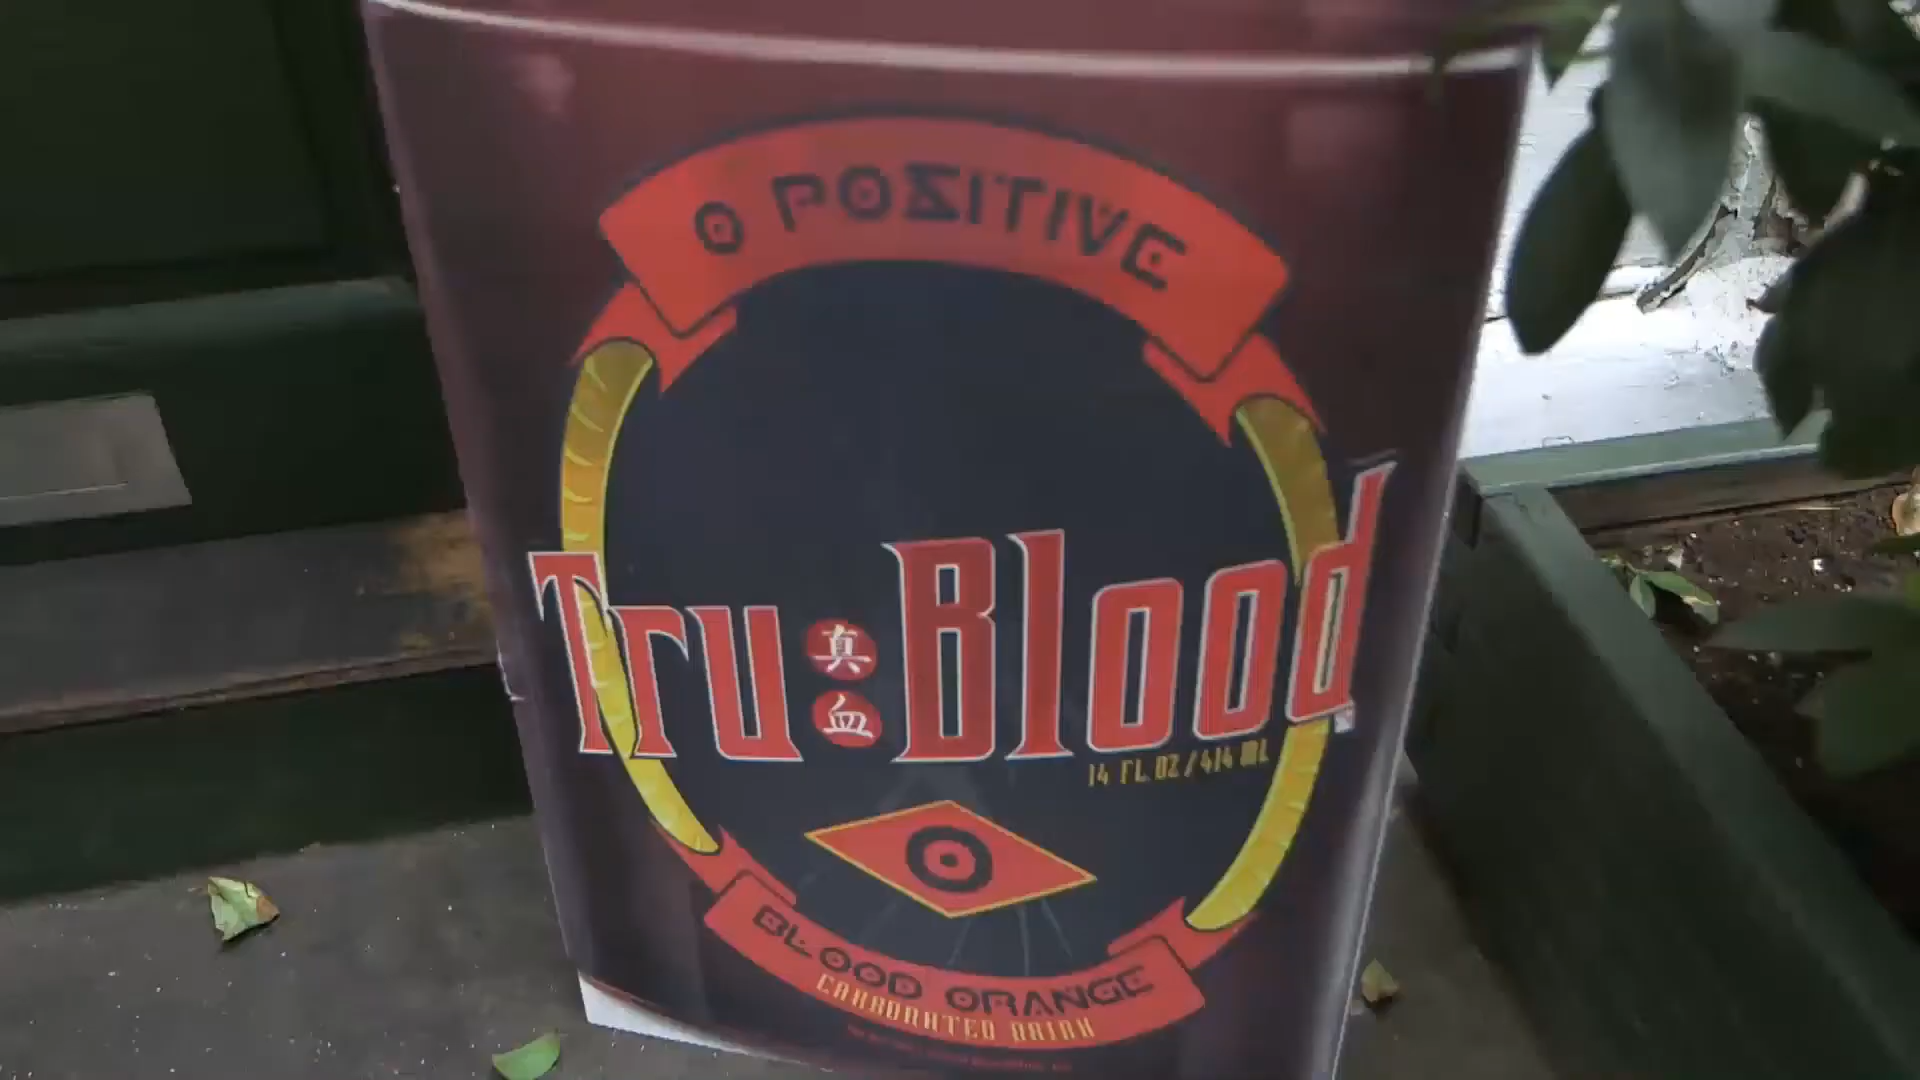 O POSITIVE
Tru Blood
真
血
14 FL. OZ / 414 ML
BLOOD ORANGE
CARBONATED DRINK